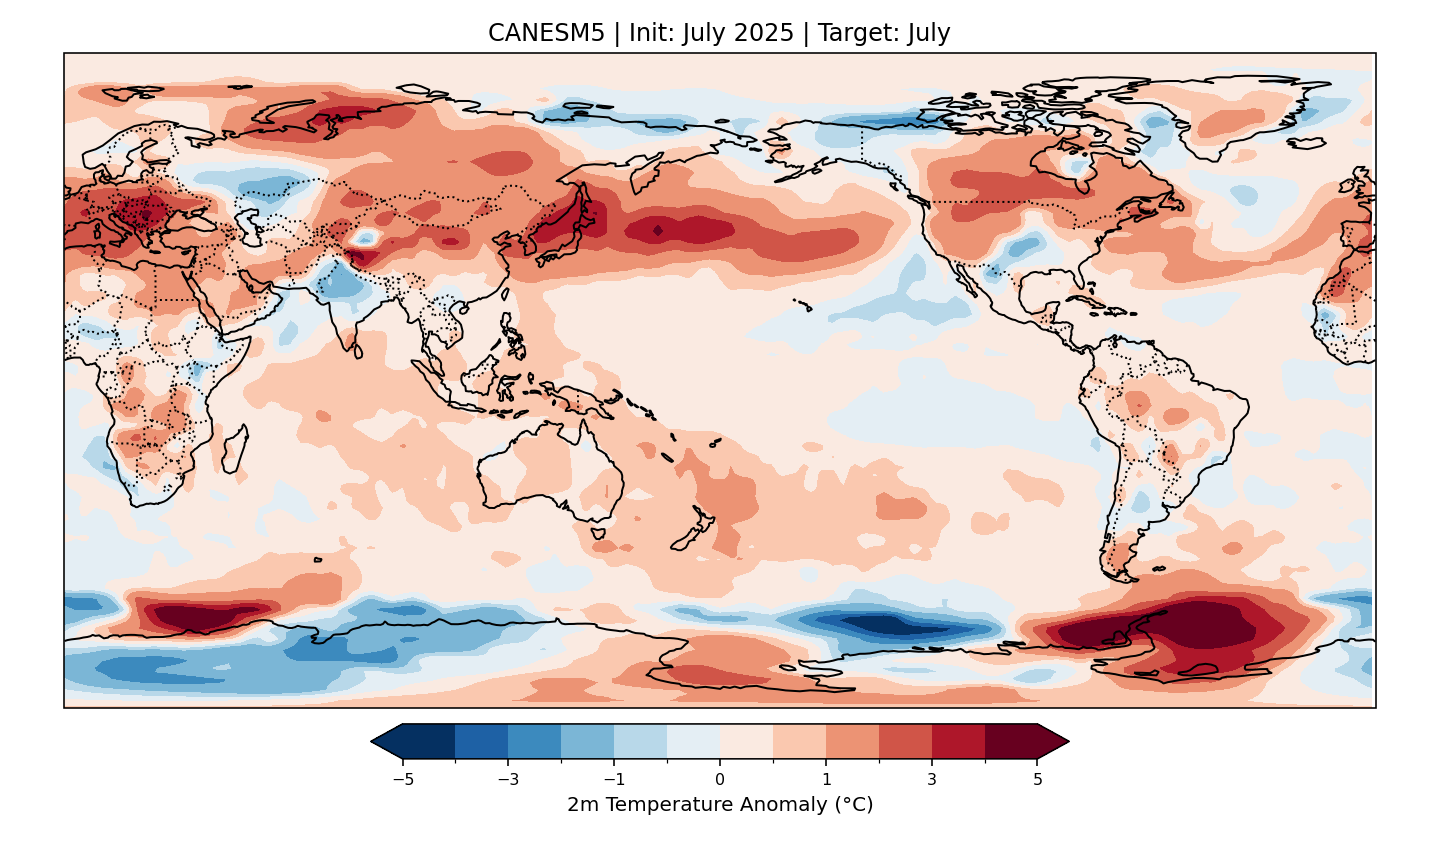 CANESM5 | Init: July 2025 | Target: July
−5 −3 −1 0 1 3 5
2m Temperature Anomaly (°C)